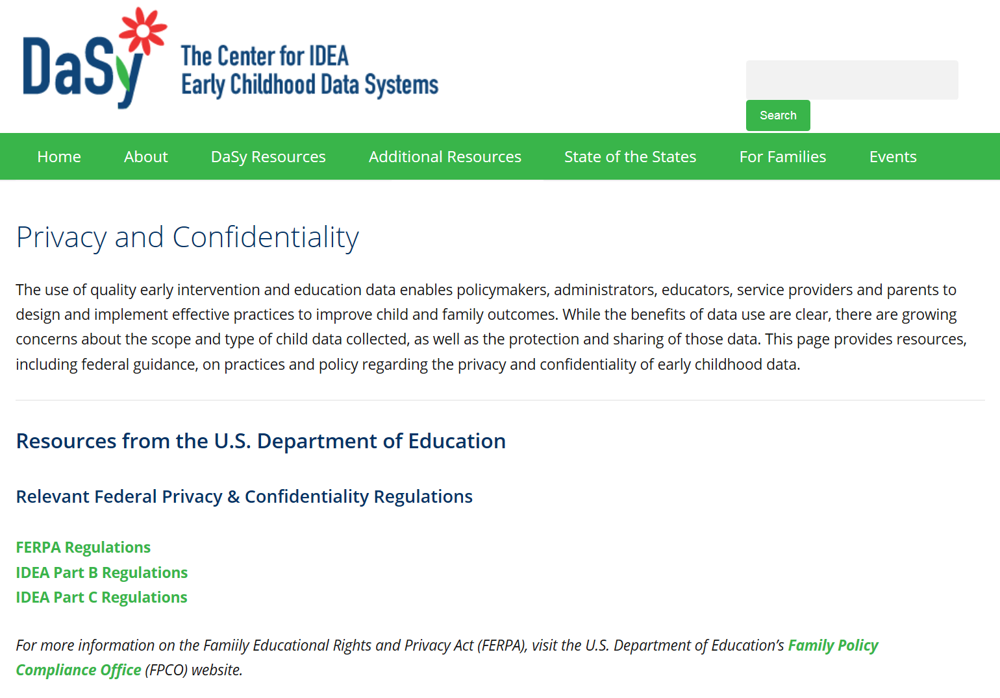 DaSy
The Center for IDEA
Early Childhood Data Systems
Search
Home About DaSy Resources Additional Resources State of the States For Families Events
Privacy and Confidentiality
The use of quality early intervention and education data enables policymakers, administrators, educators, service providers and parents to
design and implement effective practices to improve child and family outcomes. While the benefits of data use are clear, there are growing
concerns about the scope and type of child data collected, as well as the protection and sharing of those data. This page provides resources,
including federal guidance, on practices and policy regarding the privacy and confidentiality of early childhood data.
Resources from the U.S. Department of Education
Relevant Federal Privacy & Confidentiality Regulations
FERPA Regulations
IDEA Part B Regulations
IDEA Part C Regulations
For more information on the Famiily Educational Rights and Privacy Act (FERPA), visit the U.S. Department of Education’s Family Policy
Compliance Office (FPCO) website.